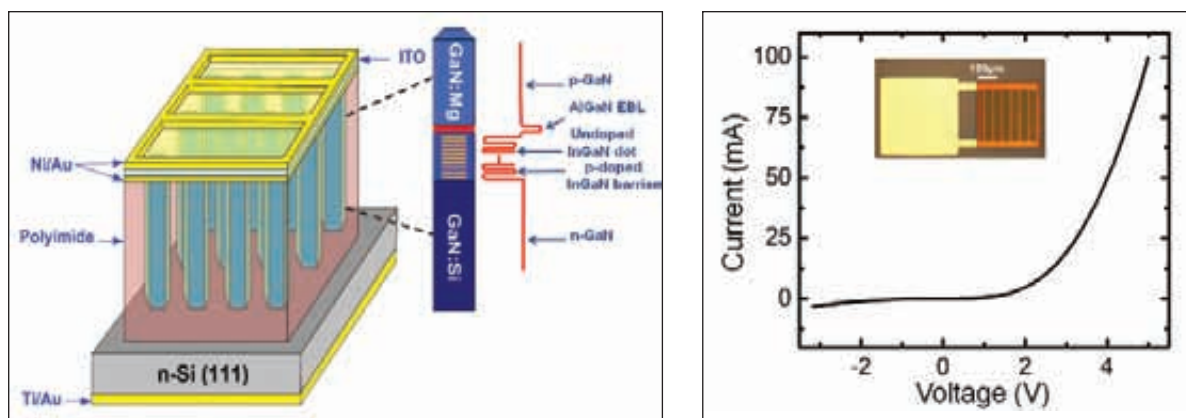 ITO
Ni/Au
Polyimide
n-Si (111)
Ti/Au
GaN:Mg
GaN:Si
p-GaN
AlGaN EBL
Undoped
InGaN dot
p-doped
InGaN barrier
n-GaN
100
75
50
25
0
Current (mA)
-2
0
2
4
Voltage (V)